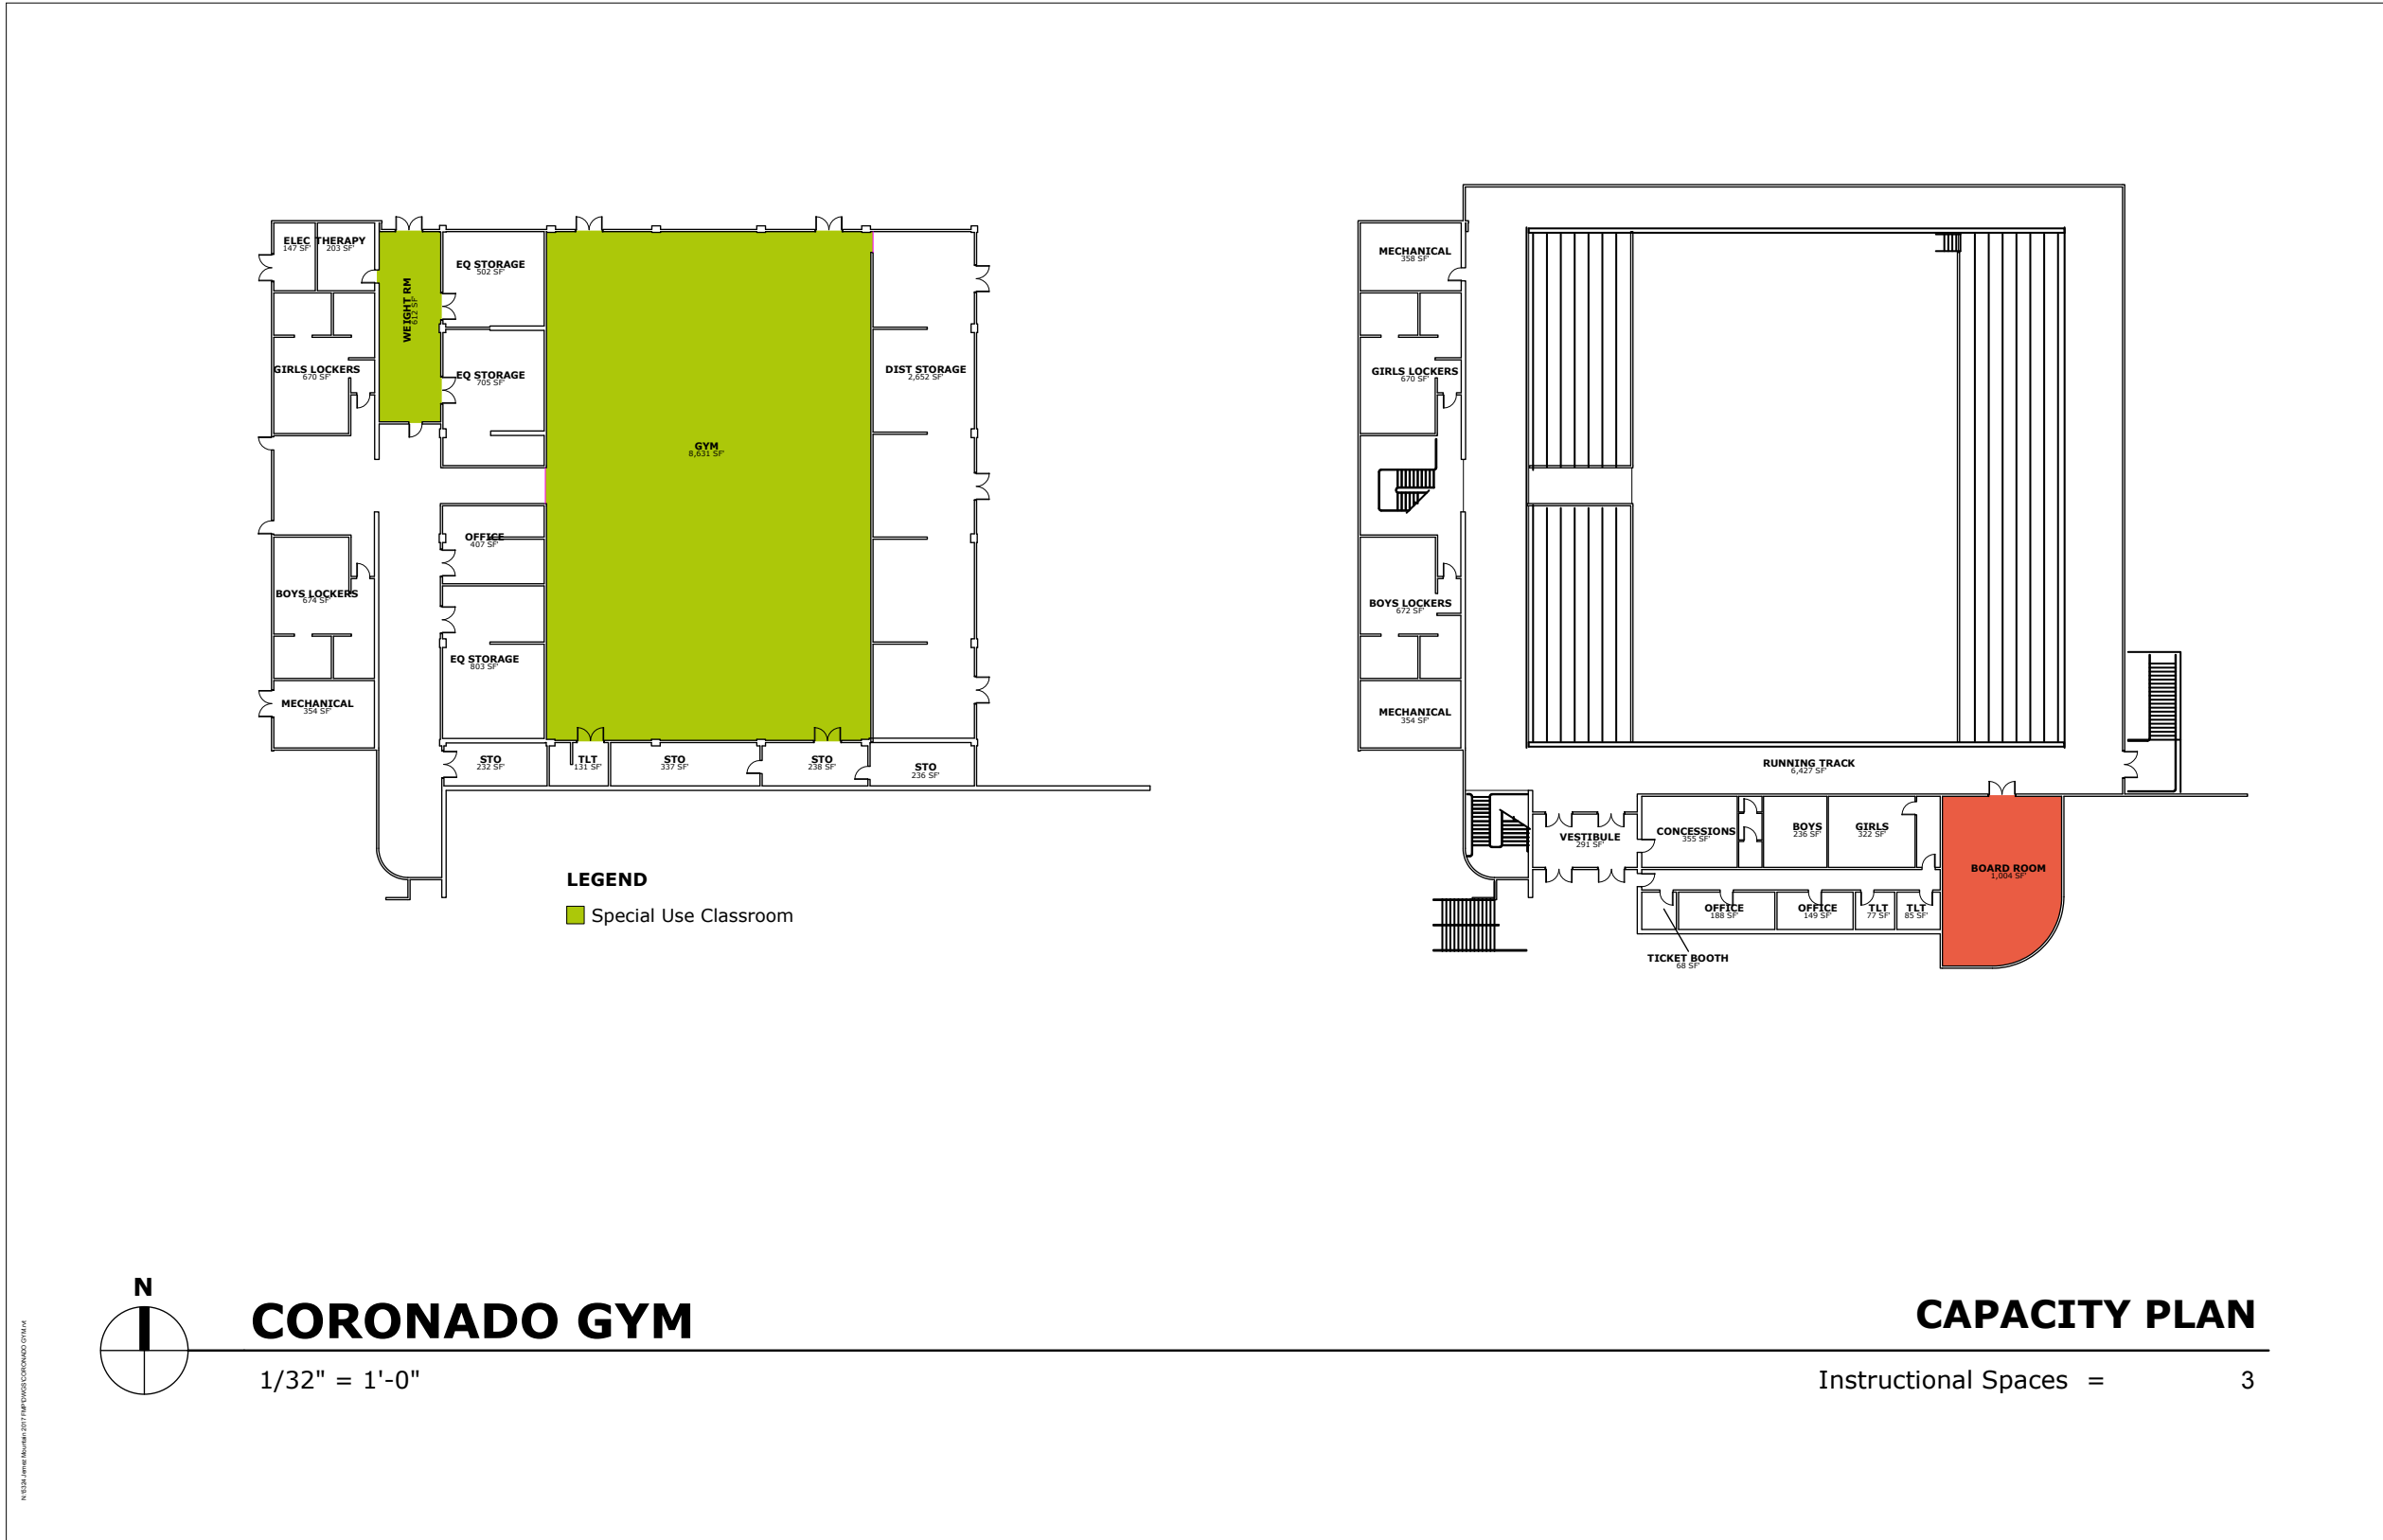 ELEC
147 SF'
THERAPY
203 SF'
WEIGHT RM
612 SF'
EQ STORAGE
502 SF'
GIRLS LOCKERS
670 SF'
EQ STORAGE
705 SF'
DIST STORAGE
2,652 SF'
GYM
8,631 SF'
OFFICE
407 SF'
BOYS LOCKERS
674 SF'
EQ STORAGE
803 SF'
MECHANICAL
354 SF'
STO
232 SF'
TLT
131 SF'
STO
337 SF'
STO
238 SF'
STO
236 SF'
LEGEND
Special Use Classroom
MECHANICAL
358 SF'
GIRLS LOCKERS
670 SF'
BOYS LOCKERS
672 SF'
MECHANICAL
354 SF'
RUNNING TRACK
6,427 SF'
VESTIBULE
291 SF'
CONCESSIONS
355 SF'
BOYS
236 SF'
GIRLS
322 SF'
BOARD ROOM
1,004 SF'
OFFICE
188 SF'
OFFICE
149 SF'
TLT
77 SF'
TLT
85 SF'
TICKET BOOTH
68 SF'
N
CORONADO GYM
1/32" = 1'-0"
CAPACITY PLAN
Instructional Spaces = 3